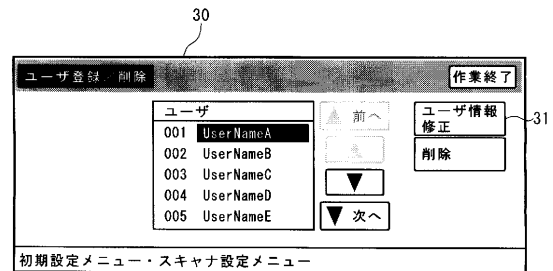 30
ユーザ登録／削除
作業終了
ユーザ
001 UserNameA
002 UserNameB
003 UserNameC
004 UserNameD
005 UserNameE
▲ 前へ
▲
▼
▼ 次へ
ユーザ情報
修正
31
削除
初期設定メニュー・スキャナ設定メニュー